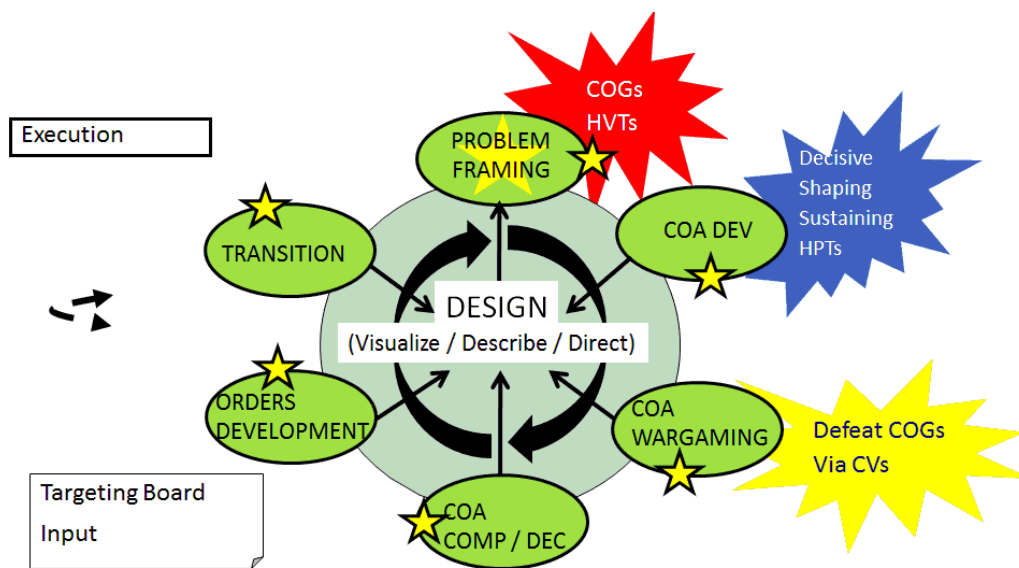 COGs
HVTs
Execution
PROBLEM
FRAMING
Decisive
Shaping
Sustaining
HPTs
COA DEV
TRANSITION
DESIGN
(Visualize / Describe / Direct)
ORDERS
DEVELOPMENT
COA
WARGAMING
Defeat COGs
Via CVs
Targeting Board
Input
COA
COMP / DEC